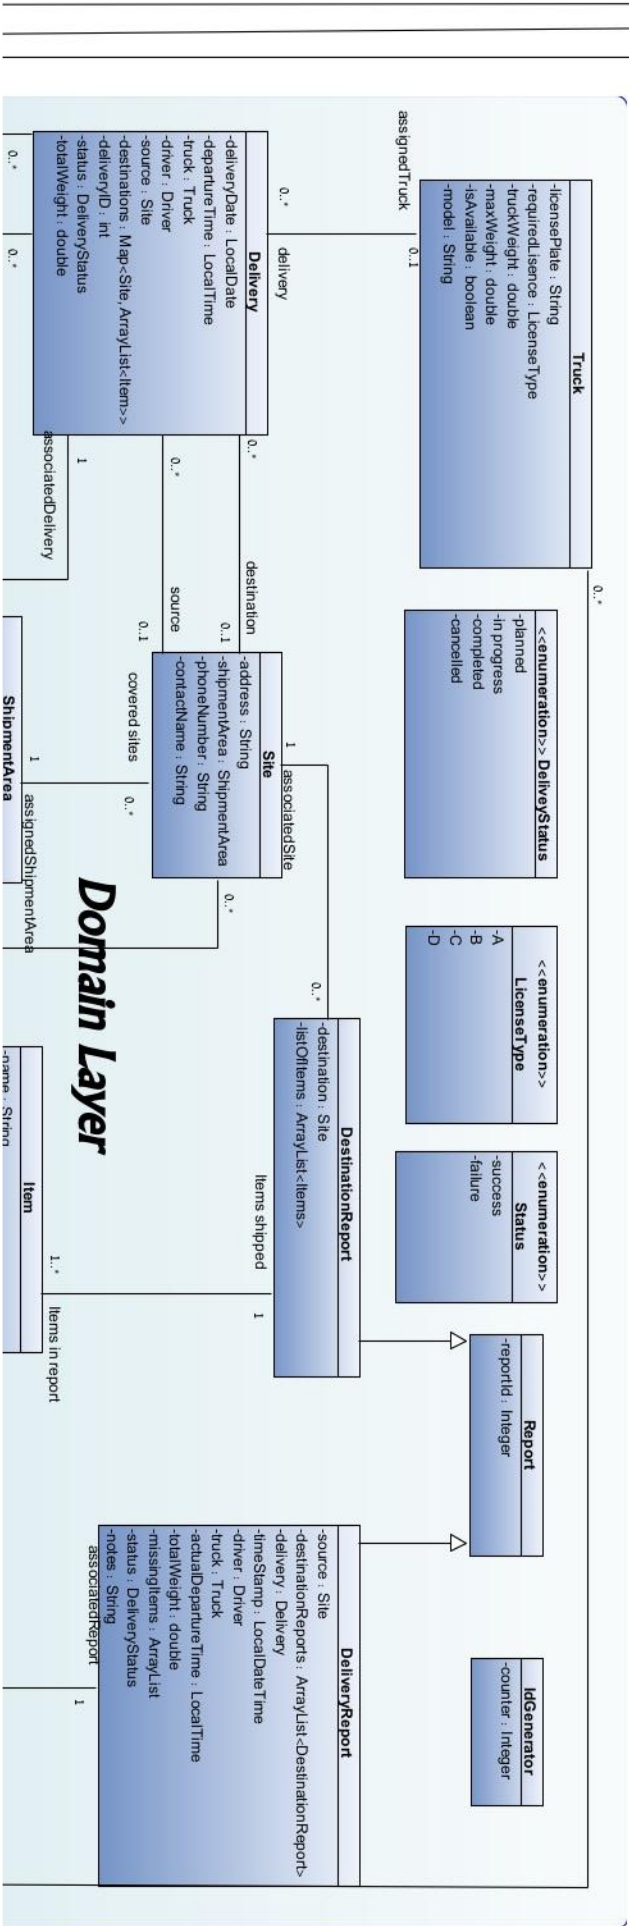 Truck
-licensePlate : String
-requiredLisence : LicenseType
-truckWeight : double
-maxWeight : double
-isAvailable : boolean
-model : String
0..*
<<enumeration>> DeliveyStatus
-planned
-in progress
-completed
-cancelled
<<enumeration>>
LicenseType
-A
-B
-C
-D
<<enumeration>>
Status
-success
-failure
Report
-reportId : Integer
IdGenerator
-counter : Integer
assignedTruck
0..1
0..*
delivery
Delivery
-deliveryDate : LocalDate
-departureTime : LocalTime
-truck : Truck
-driver : Driver
-source : Site
-destinations : Map<Site, ArrayList<Item>>
-deliveryID : int
-status : DeliveryStatus
-totalWeight : double
0..*
0..*
0..*
destination
0..1
0..*
source
0..1
1
associatedDelivery
Site
-address : String
-shipmentArea : ShipmentArea
-phoneNumber : String
-contactName : String
1
associatedSite
0..*
covered sites
0..*
0..*
1
assignedShipmentArea
ShipmentArea
DestinationReport
-destination : Site
-listOfItems : ArrayList<Items>
Items shipped
1
1..*
Items in report
Item
-name : String
DeliveryReport
-source : Site
-destinationReports : ArrayList<DestinationReport>
-delivery : Delivery
-timeStamp : LocalDateTime
-driver : Driver
-truck : Truck
-actualDepartureTime : LocalTime
-totalWeight : double
-missingItems : ArrayList
-status : DeliveryStatus
-notes : String
associatedReport
1
Domain Layer